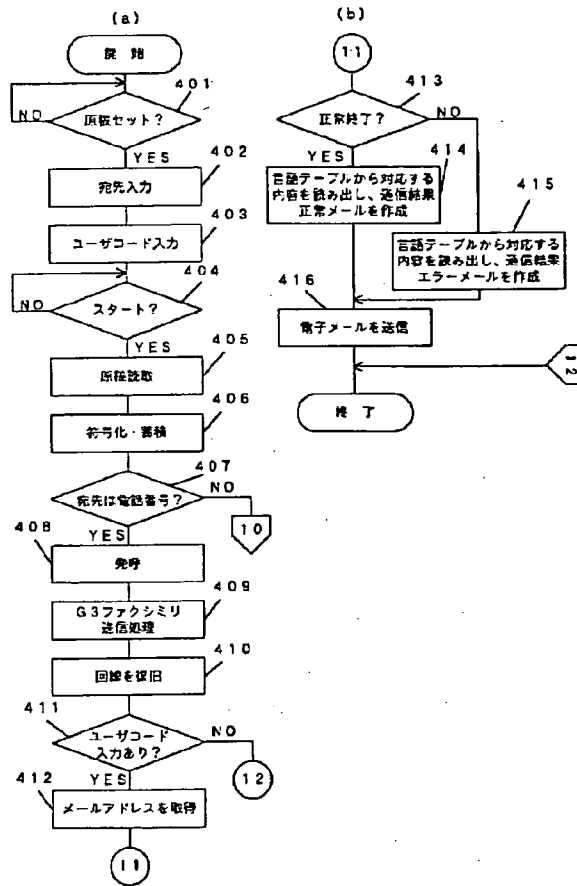 (a)
開始
401
原稿セット?
NO
YES
402
宛先入力
403
ユーザコード入力
404
スタート?
NO
YES
405
原稿読取
406
符号化・蓄積
407
宛先は電話番号?
NO
10
YES
408
発呼
409
G3ファクシミリ
送信処理
410
回線を復旧
411
ユーザコード
入力あり?
NO
12
YES
412
メールアドレスを取得
11
(b)
11
413
正常終了?
NO
YES
414
言語テーブルから対応する
内容を読み出し、通信結果
正常メールを作成
415
言語テーブルから対応する
内容を読み出し、通信結果
エラーメールを作成
416
電子メールを送信
12
終了